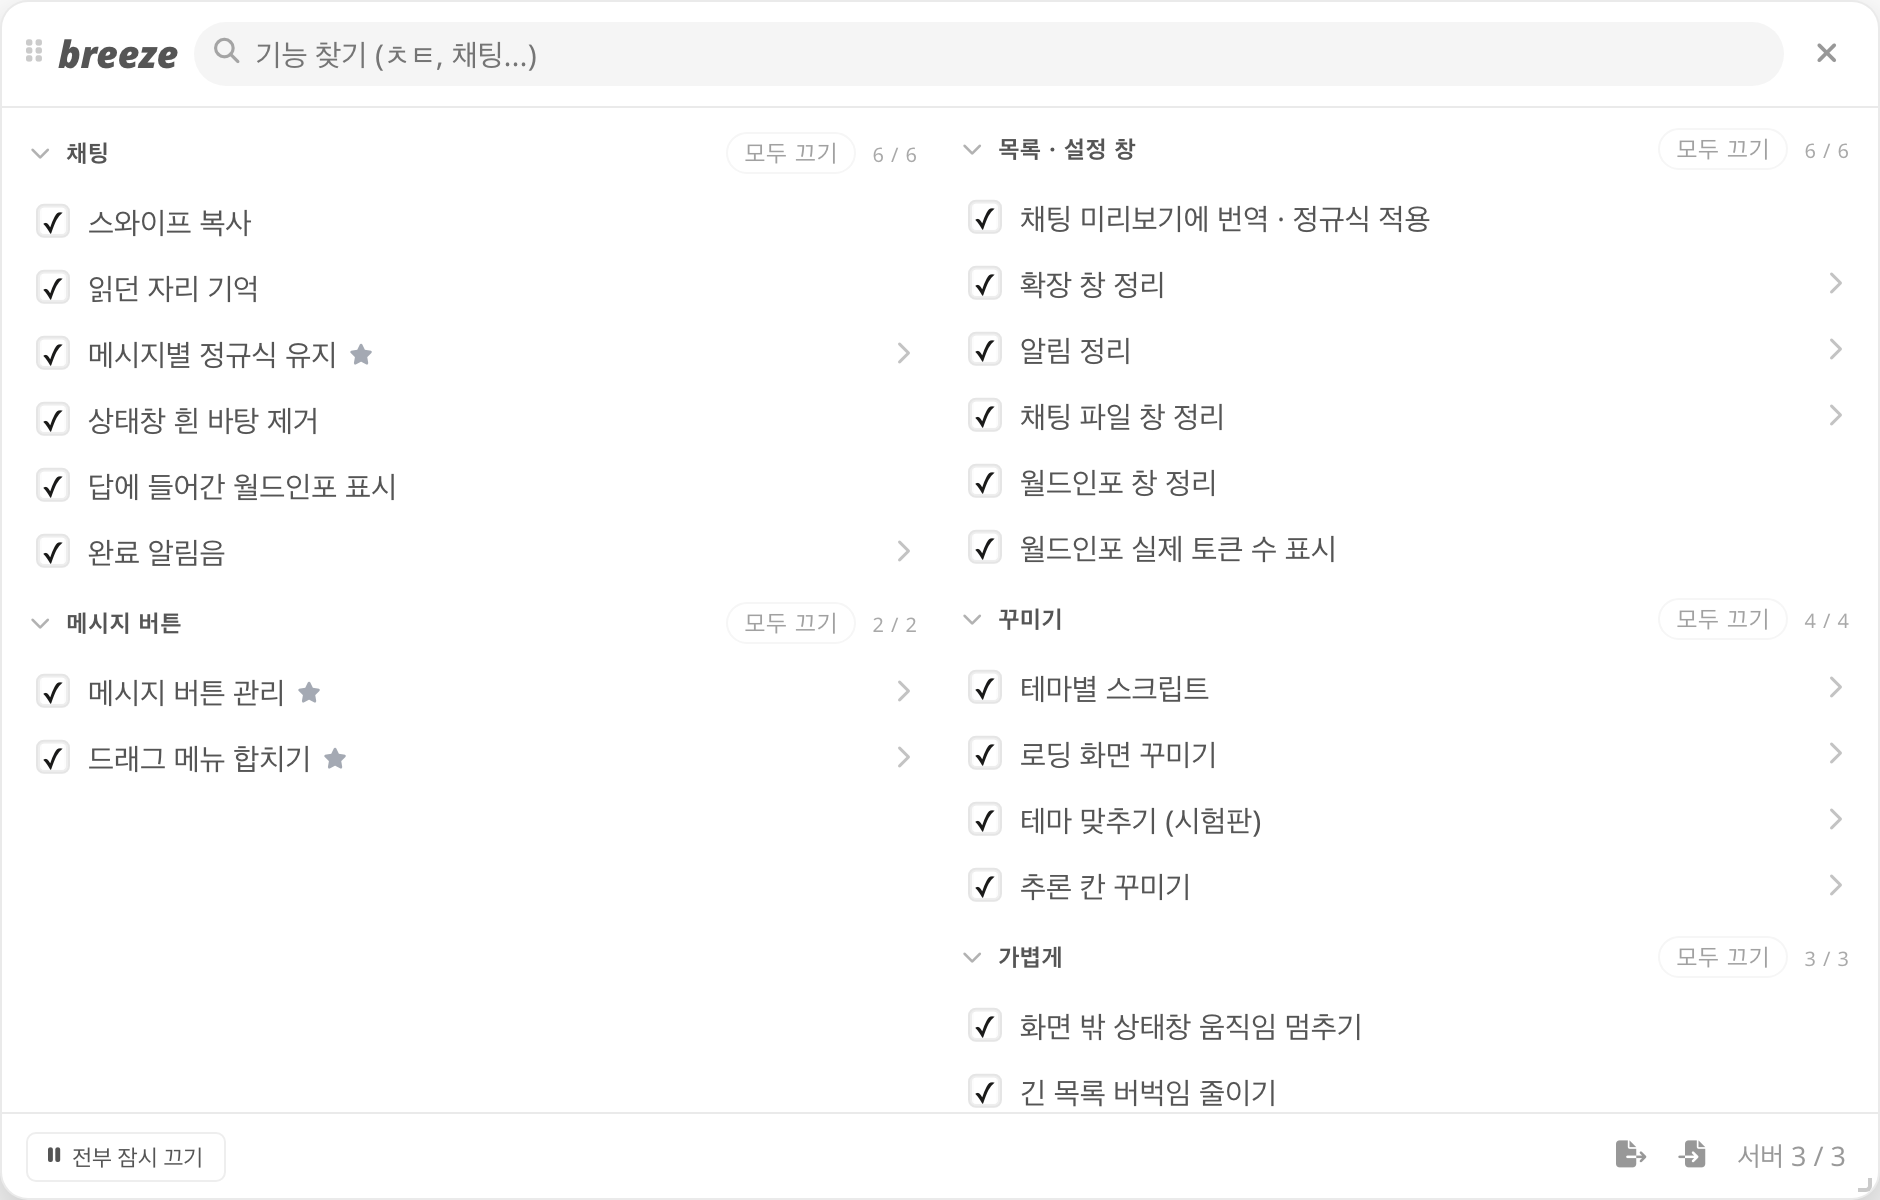 breeze
기능 찾기 (ㅊㅌ, 채팅...)
채팅 모두 끄기 6 / 6
스와이프 복사
읽던 자리 기억
메시지별 정규식 유지
상태창 흰 바탕 제거
답에 들어간 월드인포 표시
완료 알림음
메시지 버튼 모두 끄기 2 / 2
메시지 버튼 관리
드래그 메뉴 합치기
목록 · 설정 창 모두 끄기 6 / 6
채팅 미리보기에 번역 · 정규식 적용
확장 창 정리
알림 정리
채팅 파일 창 정리
월드인포 창 정리
월드인포 실제 토큰 수 표시
꾸미기 모두 끄기 4 / 4
테마별 스크립트
로딩 화면 꾸미기
테마 맞추기 (시험판)
추론 칸 꾸미기
가볍게 모두 끄기 3 / 3
화면 밖 상태창 움직임 멈추기
긴 목록 버벅임 줄이기
전부 잠시 끄기
서버 3 / 3